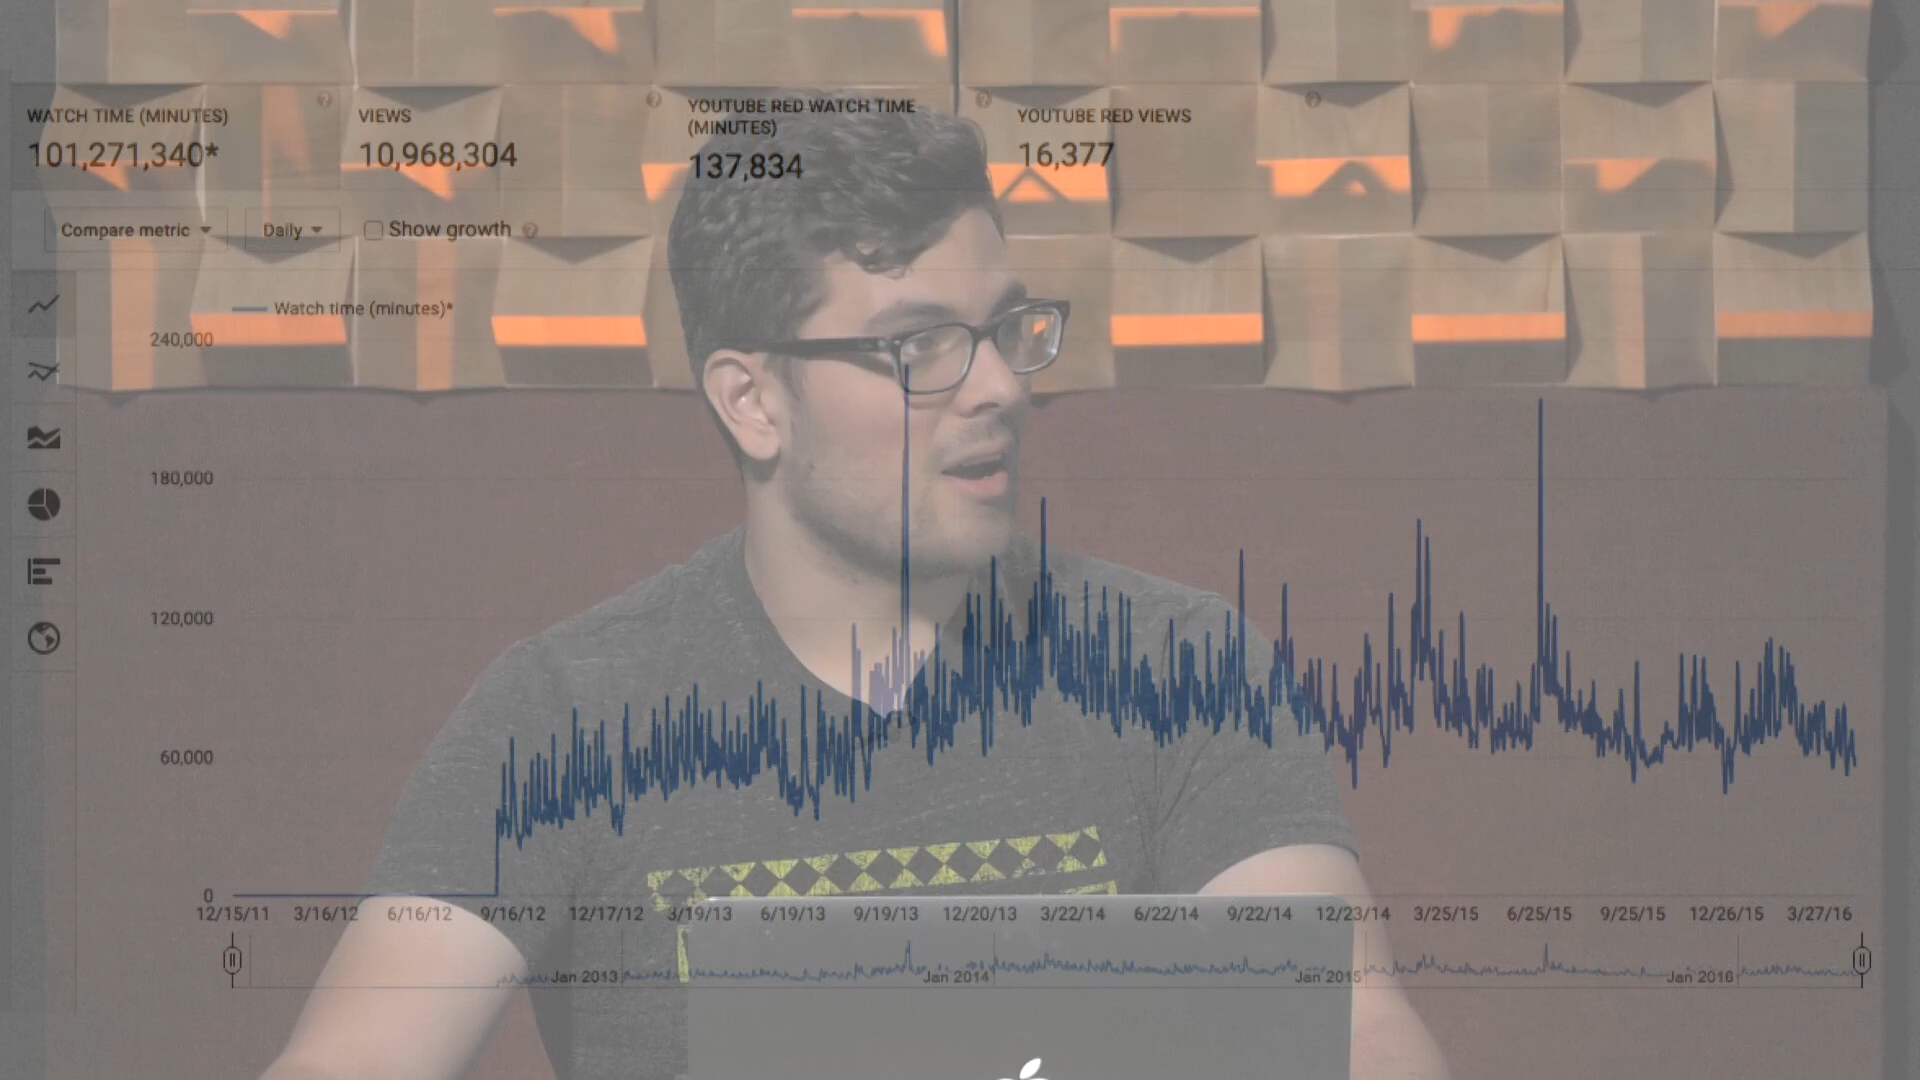 WATCH TIME (MINUTES)
101,271,340*
VIEWS
10,968,304
YOUTUBE RED WATCH TIME
(MINUTES)
137,834
YOUTUBE RED VIEWS
16,377
Compare metric
Daily
Show growth
Watch time (minutes)*
240,000
180,000
120,000
60,000
0
12/15/11 3/16/12 6/16/12 9/16/12 12/17/12 3/19/13 6/19/13 9/19/13 12/20/13 3/22/14 6/22/14 9/22/14 12/23/14 3/25/15 6/25/15 9/25/15 12/26/15 3/27/16
Jan 2013 Jan 2014 Jan 2015 Jan 2016